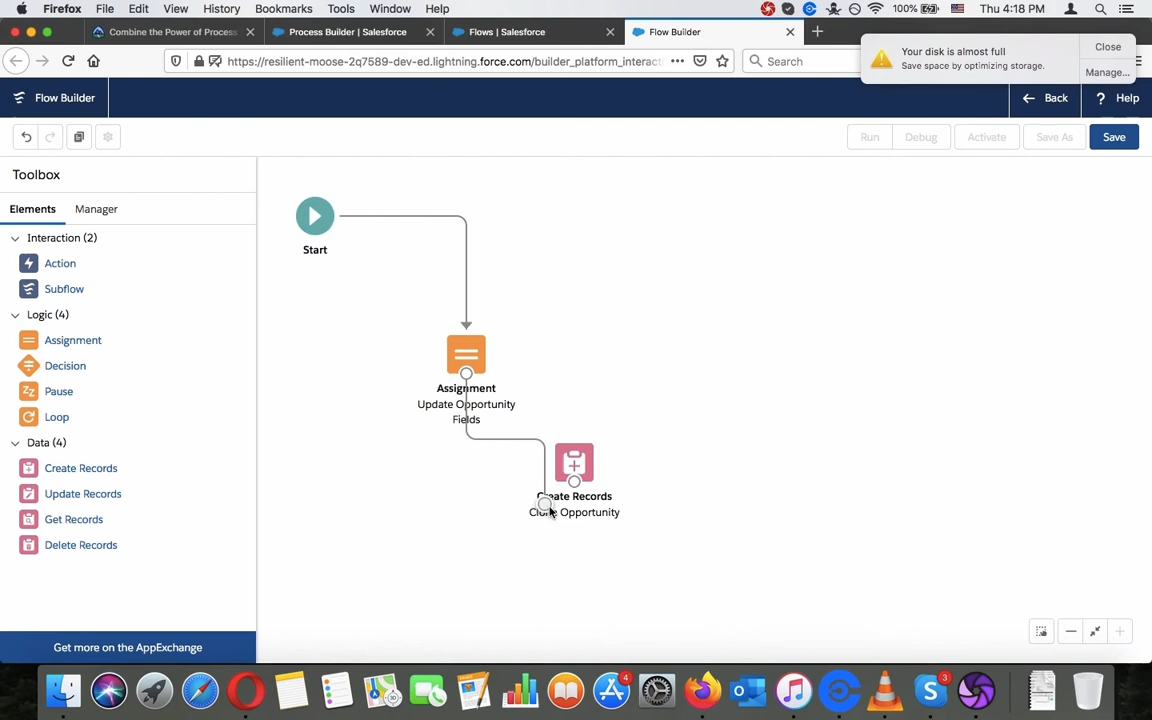 Firefox File Edit View History Bookmarks Tools Window Help 100% Thu 4:18 PM
Combine the Power of Process Process Builder | Salesforce Flows | Salesforce Flow Builder
https://resilient-moose-2q7589-dev-ed.lightning.force.com/builder_platform_interact Search
Your disk is almost full
Save space by optimizing storage.
Close
Manage...
Flow Builder Back ? Help
Run Debug Activate Save As Save
Toolbox
Elements Manager
Interaction (2)
Action
Subflow
Logic (4)
Assignment
Decision
Pause
Loop
Data (4)
Create Records
Update Records
Get Records
Delete Records
Get more on the AppExchange
Start
Assignment
Update Opportunity
Fields
Create Records
Clone Opportunity
4
3